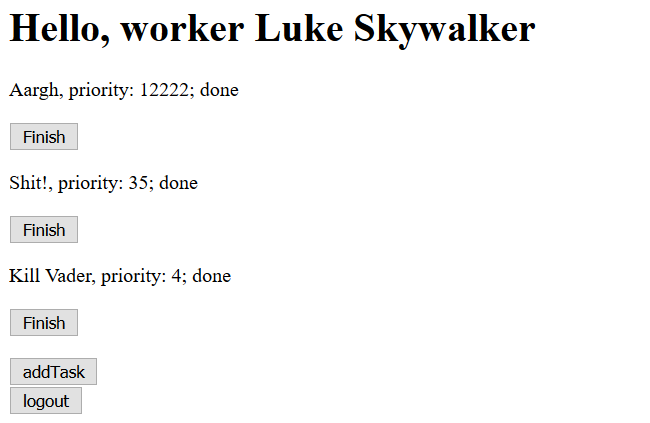 Hello, worker Luke Skywalker
Aargh, priority: 12222; done
Finish
Shit!, priority: 35; done
Finish
Kill Vader, priority: 4; done
Finish
addTask
logout